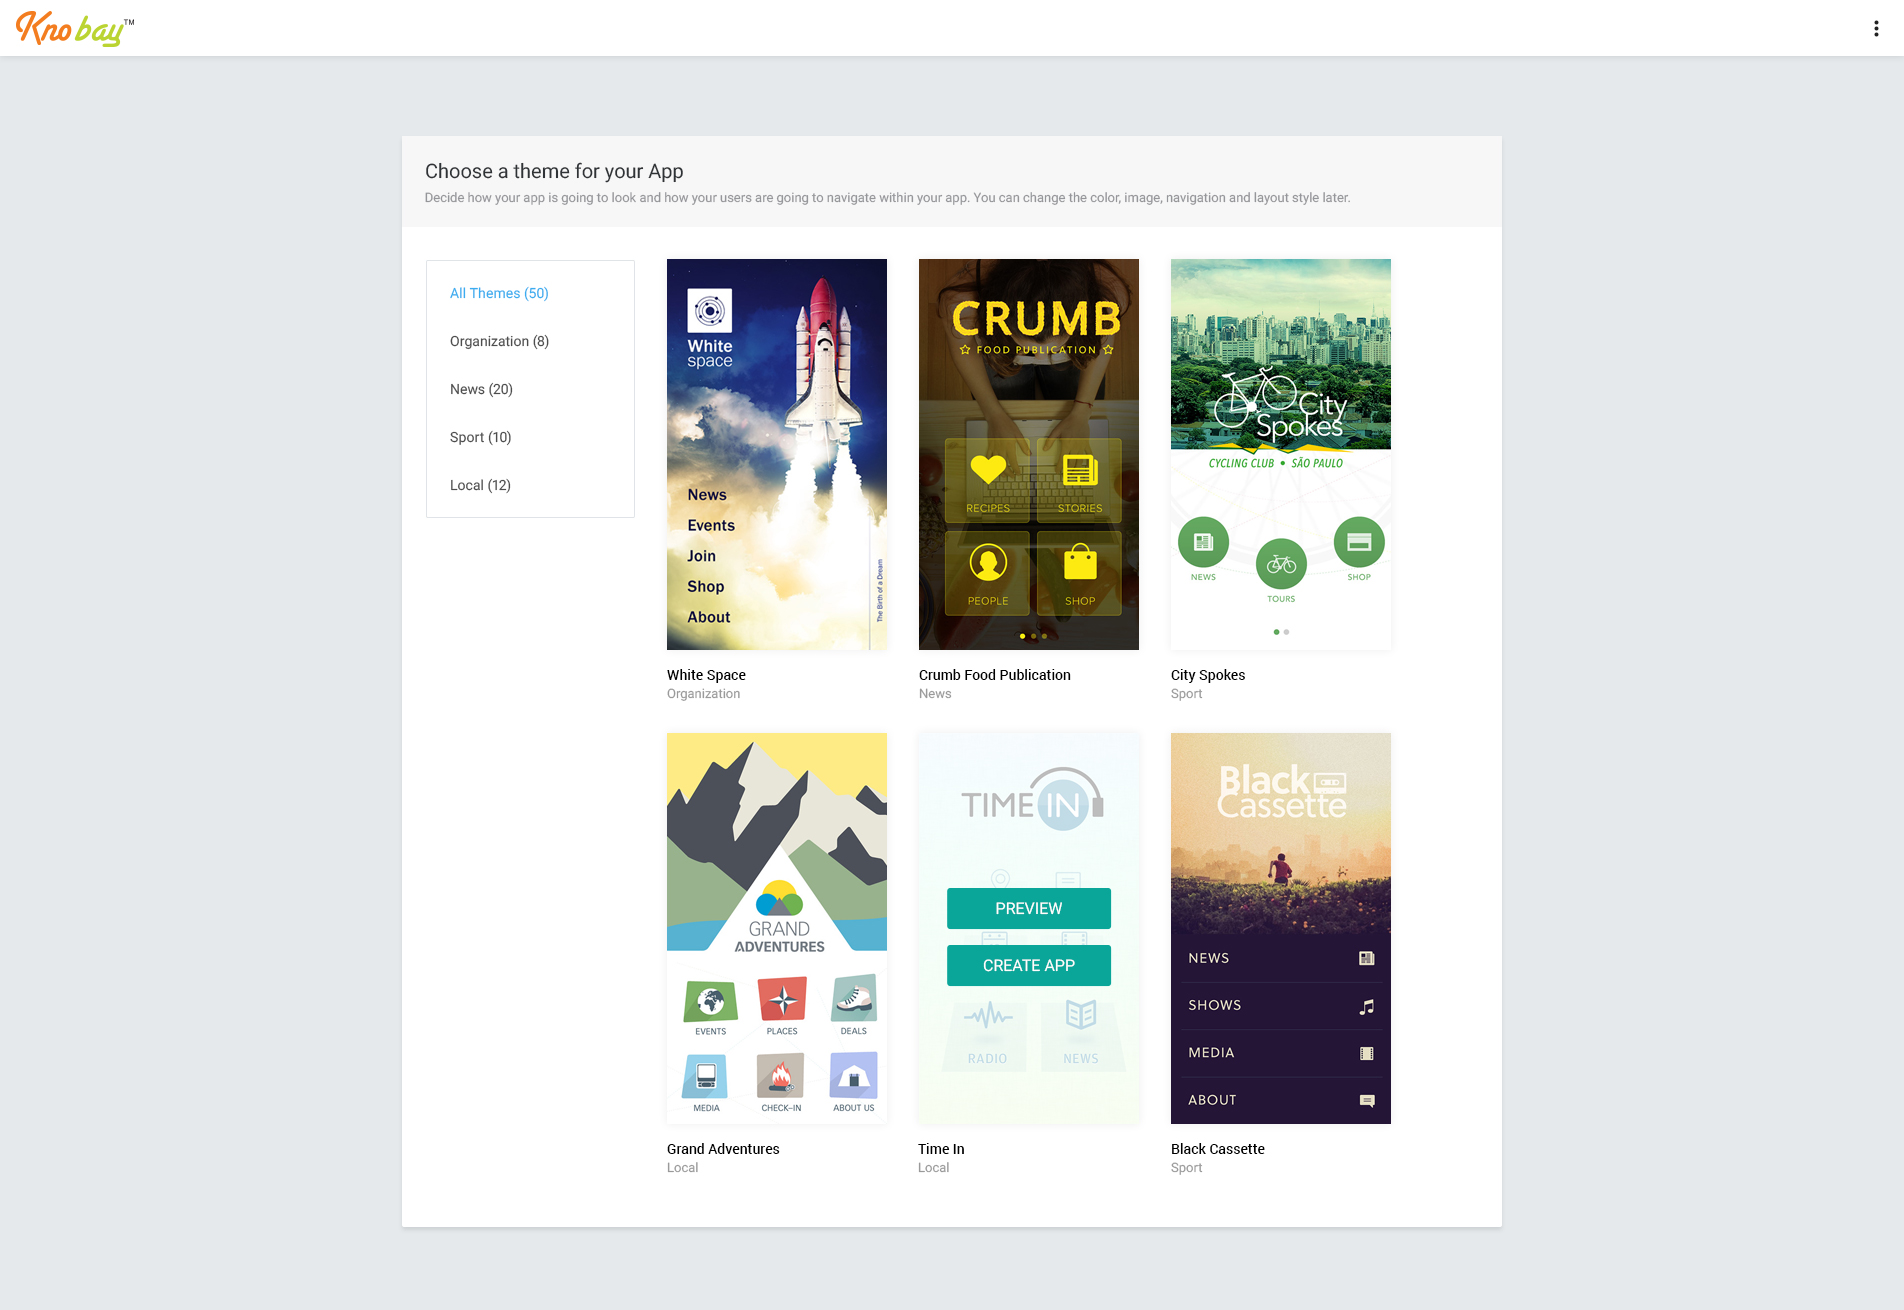 Kno bay™
Choose a theme for your App
Decide how your app is going to look and how your users are going to navigate within your app. You can change the color, image, navigation and layout style later.
All Themes (50)
Organization (8)
News (20)
Sport (10)
Local (12)
White
space
News
Events
Join
Shop
About
The Birth of a Dream
White Space
Organization
CRUMB
FOOD PUBLICATION
RECIPES
STORIES
PEOPLE
SHOP
Crumb Food Publication
News
City
Spokes
CYCLING CLUB • SÃO PAULO
NEWS
TOURS
SHOP
City Spokes
Sport
GRAND
ADVENTURES
EVENTS
PLACES
DEALS
MEDIA
CHECK-IN
ABOUT US
Grand Adventures
Local
TIME IN
PREVIEW
CREATE APP
RADIO
NEWS
Time In
Local
Black
Cassette
NEWS
SHOWS
MEDIA
ABOUT
Black Cassette
Sport